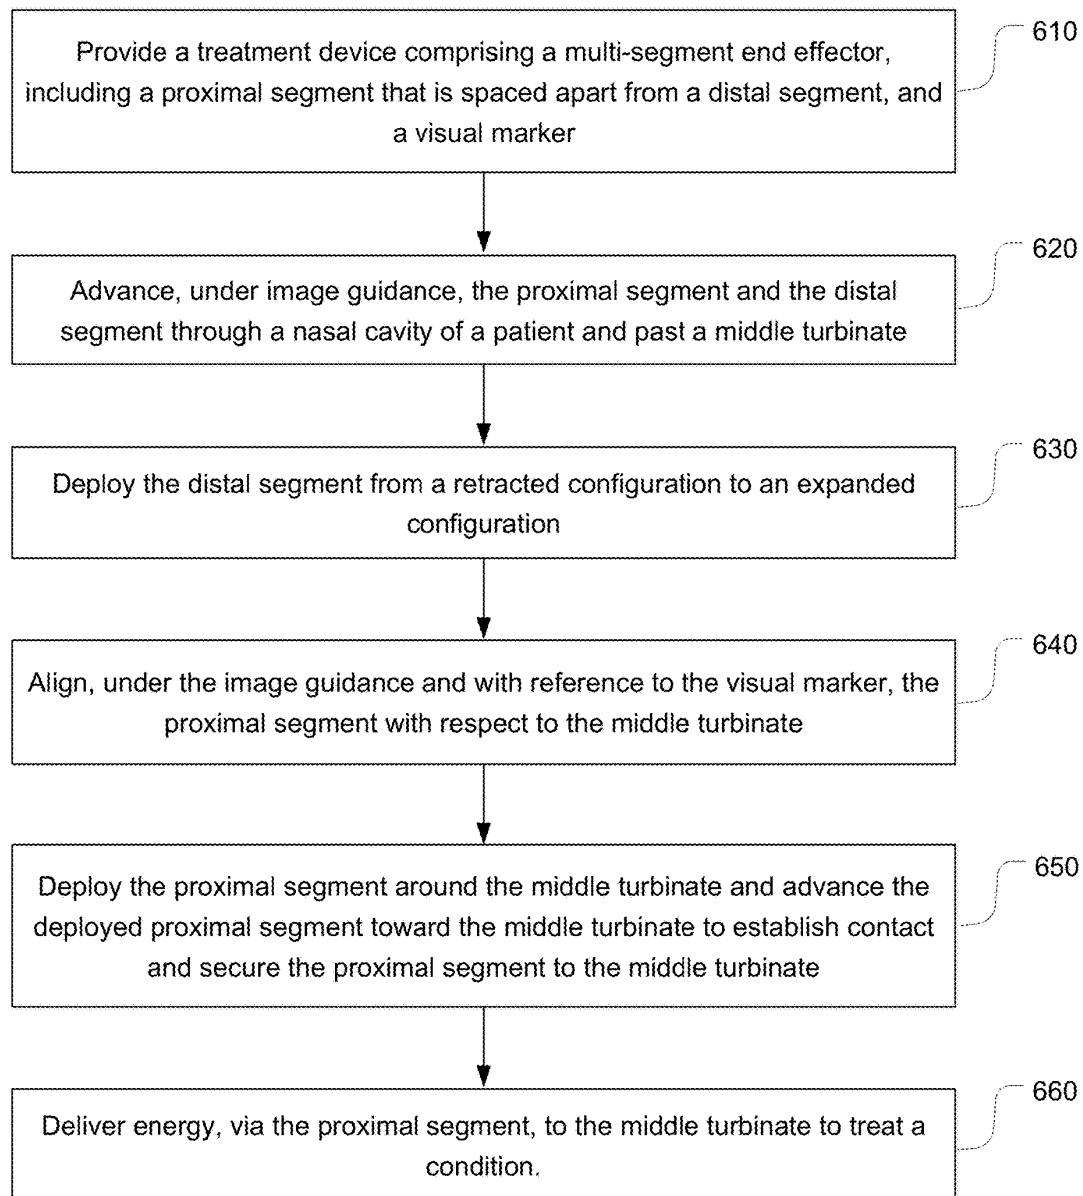 Provide a treatment device comprising a multi-segment end effector,
including a proximal segment that is spaced apart from a distal segment, and
a visual marker
610
Advance, under image guidance, the proximal segment and the distal
segment through a nasal cavity of a patient and past a middle turbinate
620
Deploy the distal segment from a retracted configuration to an expanded
configuration
630
Align, under the image guidance and with reference to the visual marker, the
proximal segment with respect to the middle turbinate
640
Deploy the proximal segment around the middle turbinate and advance the
deployed proximal segment toward the middle turbinate to establish contact
and secure the proximal segment to the middle turbinate
650
Deliver energy, via the proximal segment, to the middle turbinate to treat a
condition.
660